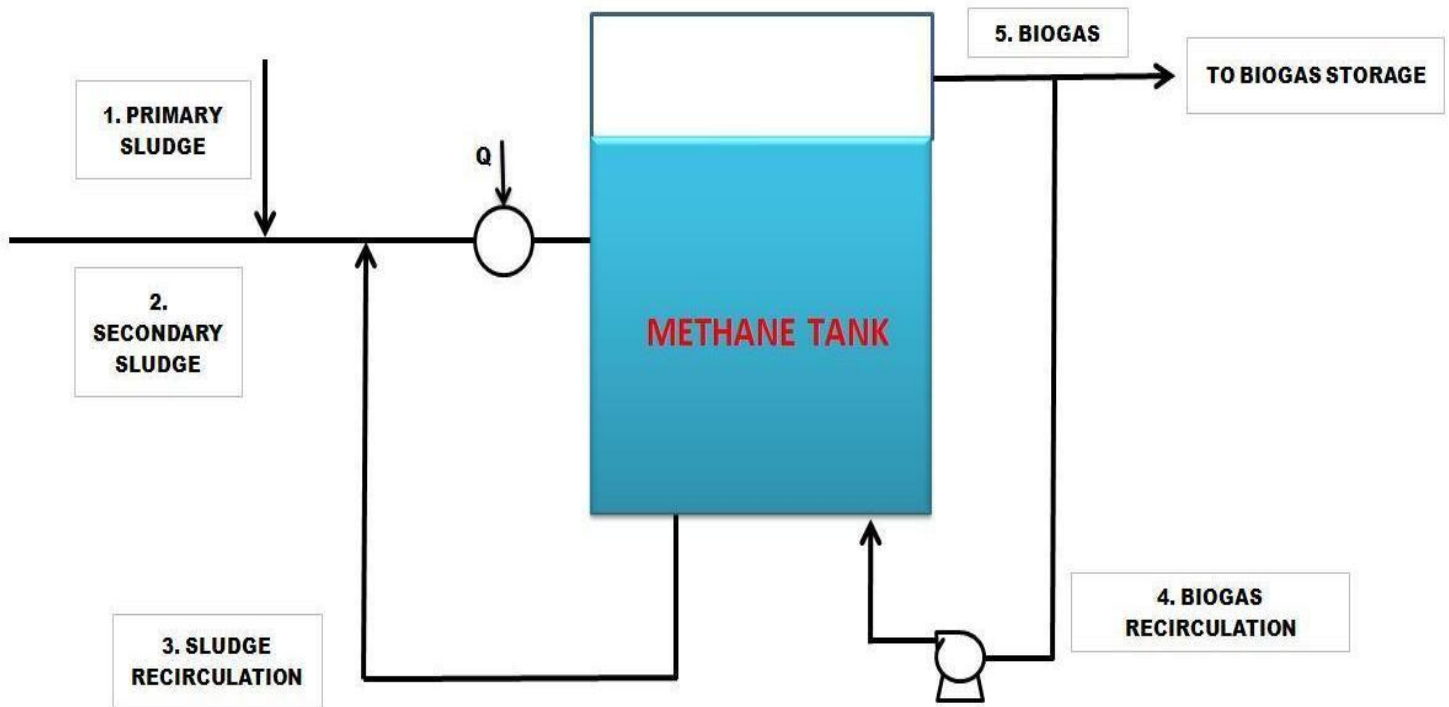 5. BIOGAS
TO BIOGAS STORAGE
1. PRIMARY
SLUDGE
Q
2.
SECONDARY
SLUDGE
METHANE TANK
4. BIOGAS
RECIRCULATION
3. SLUDGE
RECIRCULATION